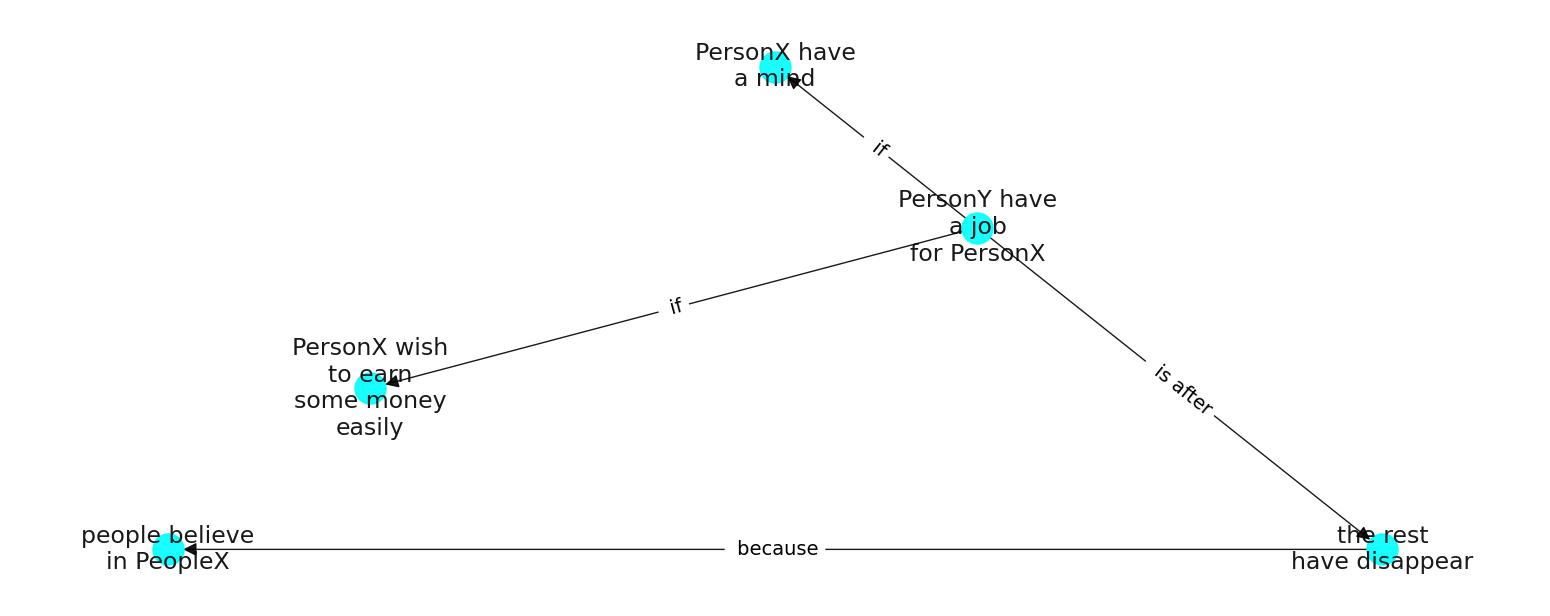 PersonX have
a mind
if
PersonY have
a job
for PersonX
if
PersonX wish
to earn
some money
easily
is after
people believe
in PeopleX
because
the rest
have disappear